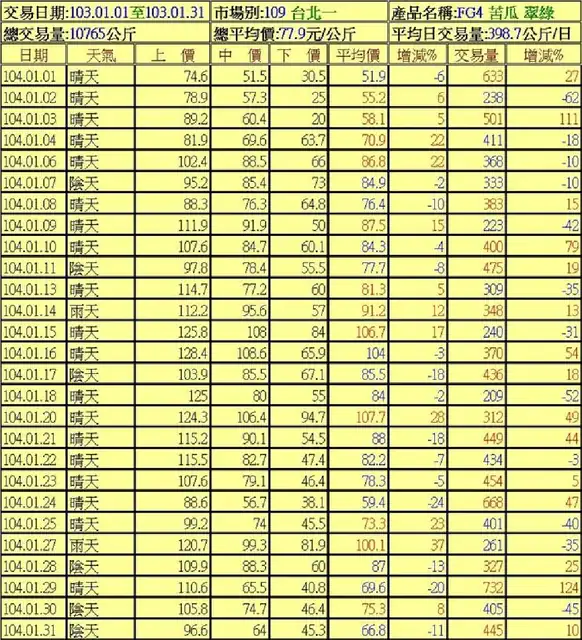 交易日期:103.01.01至103.01.31 市場別:109 台北一 產品名稱:FG4 苦瓜 翠綠
總交易量:10765公斤 總平均價:77.9元/公斤 平均日交易量:398.7公斤/日
日期 天氣 上 價 中 價 下 價 平均價 增減% 交易量 增減%
104.01.01 晴天 74.6 51.5 30.5 51.9 -6 633 27
104.01.02 晴天 78.9 57.3 25 55.2 6 238 -62
104.01.03 晴天 89.2 60.4 20 58.1 5 501 111
104.01.04 晴天 81.9 69.6 63.7 70.9 22 411 -18
104.01.06 晴天 102.4 88.5 66 86.8 22 368 -10
104.01.07 陰天 95.2 85.4 73 84.9 -2 333 -10
104.01.08 晴天 88.3 76.3 64.8 76.4 -10 383 15
104.01.09 晴天 111.9 91.9 50 87.5 15 223 -42
104.01.10 晴天 107.6 84.7 60.1 84.3 -4 400 79
104.01.11 陰天 97.8 78.4 55.5 77.7 -8 475 19
104.01.13 晴天 114.7 77.2 60 81.3 5 309 -35
104.01.14 雨天 112.2 95.6 57 91.2 12 348 13
104.01.15 晴天 125.8 108 84 106.7 17 240 -31
104.01.16 晴天 128.4 108.6 65.9 104 -3 370 54
104.01.17 陰天 103.9 85.5 67.1 85.5 -18 436 18
104.01.18 晴天 125 80 55 84 -2 209 -52
104.01.20 晴天 124.3 106.4 94.7 107.7 28 312 49
104.01.21 晴天 115.2 90.1 54.5 88 -18 449 44
104.01.22 晴天 115.5 82.7 47.4 82.2 -7 434 -3
104.01.23 晴天 107.6 79.1 46.4 78.3 -5 454 5
104.01.24 晴天 88.6 56.7 38.1 59.4 -24 668 47
104.01.25 晴天 99.2 74 45.5 73.3 23 401 -40
104.01.27 雨天 120.7 99.3 81.9 100.1 37 261 -35
104.01.28 陰天 109.9 88.3 60 87 -13 327 25
104.01.29 晴天 110.6 65.5 40.8 69.6 -20 732 124
104.01.30 陰天 105.8 74.7 46.4 75.3 8 405 -45
104.01.31 陰天 96.6 64 45.3 66.8 -11 445 10